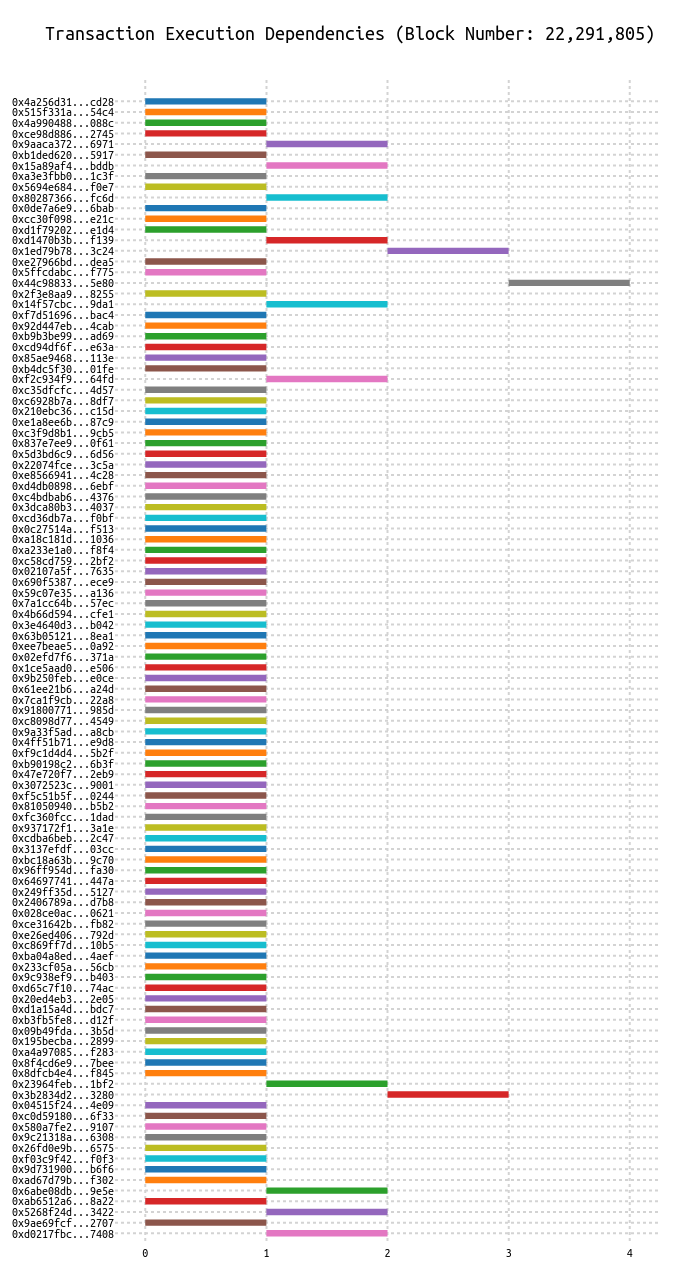 Transaction Execution Dependencies (Block Number: 22,291,805)
0x4a256d31...cd28
0x515f331a...54c4
0x4a990488...088c
0xce98d886...2745
0x9aaca372...6971
0xb1ded620...5917
0x15a89af4...bddb
0xa3e3fbb0...1c3f
0x5694e684...f0e7
0x80287366...fc6d
0x0de7a6e9...6bab
0xcc30f098...e21c
0xd1f79202...e1d4
0xd1470b3b...f139
0x1ed79b78...3c24
0xe27966bd...dea5
0x5ffcdabc...f775
0x44c98833...5e80
0x2f3e8aa9...8255
0x14f57cbc...9da1
0xf7d51696...bac4
0x92d447eb...4cab
0xb9b3be99...ad69
0xcd94df6f...e63a
0x85ae9468...113e
0xb4dc5f30...01fe
0xf2c934f9...64fd
0xc35dfcfc...4d57
0xc6928b7a...8df7
0x210ebc36...c15d
0xe1a8ee6b...87c9
0xc3f9d8b1...9cb5
0x837e7ee9...0f61
0x5d3bd6c9...6d56
0x22074fce...3c5a
0xe8566941...4c28
0xd4db0898...6ebf
0xc4bdbab6...4376
0x3dca80b3...4037
0xcd36db7a...f0bf
0x0c27514a...f513
0xa18c181d...1036
0xa233e1a0...f8f4
0xc58cd759...2bf2
0x02107a5f...7635
0x690f5387...ece9
0x59c07e35...a136
0x7a1cc64b...57ec
0x4b66d594...cfe1
0x3e4640d3...b042
0x63b05121...8ea1
0xee7beae5...0a92
0x02efd7f6...371a
0x1ce5aad0...e506
0x9b250feb...e0ce
0x61ee21b6...a24d
0x7ca1f9cb...22a8
0x91800771...985d
0xc8098d77...4549
0x9a33f5ad...a8cb
0x4ff51b71...e9d8
0xf9c1d4d4...5b2f
0xb90198c2...6b3f
0x47e720f7...2eb9
0x3072523c...9001
0xf5c51b5f...0244
0x81050940...b5b2
0xfc360fcc...1dad
0x937172f1...3a1e
0xcdba6beb...2c47
0x3137efdf...03cc
0xbc18a63b...9c70
0x96ff954d...fa30
0x64697741...447a
0x249ff35d...5127
0x2406789a...d7b8
0x028ce0ac...0621
0xce31642b...fb82
0xe26ed406...792d
0xc869ff7d...10b5
0xba04a8ed...4aef
0x233cf05a...56cb
0x9c938ef9...b403
0xd65c7f10...74ac
0x20ed4eb3...2e05
0xd1a15a4d...bdc7
0xb3fb5fe8...d12f
0x09b49fda...3b5d
0x195becba...2899
0xa4a97085...f283
0x8f4cd6e9...7bee
0x8dfcb4e4...f845
0x23964feb...1bf2
0x3b2834d2...3280
0x04515f24...4e09
0xc0d59180...6f33
0x580a7fe2...9107
0x9c21318a...6308
0x26fd0e9b...6575
0xf03c9f42...f0f3
0x9d731900...b6f6
0xad67d79b...f302
0x6abe08db...9e5e
0xab6512a6...8a22
0x5268f24d...3422
0x9ae69fcf...2707
0xd0217fbc...7408
0 1 2 3 4